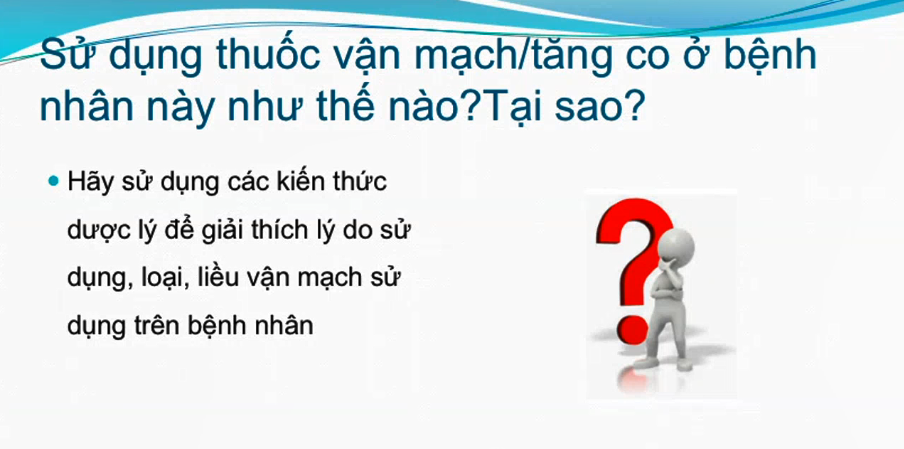 Sử dụng thuốc vận mạch/tăng co ở bệnh
nhân này như thế nào?Tại sao?
Hãy sử dụng các kiến thức
dược lý để giải thích lý do sử
dụng, loại, liều vận mạch sử
dụng trên bệnh nhân